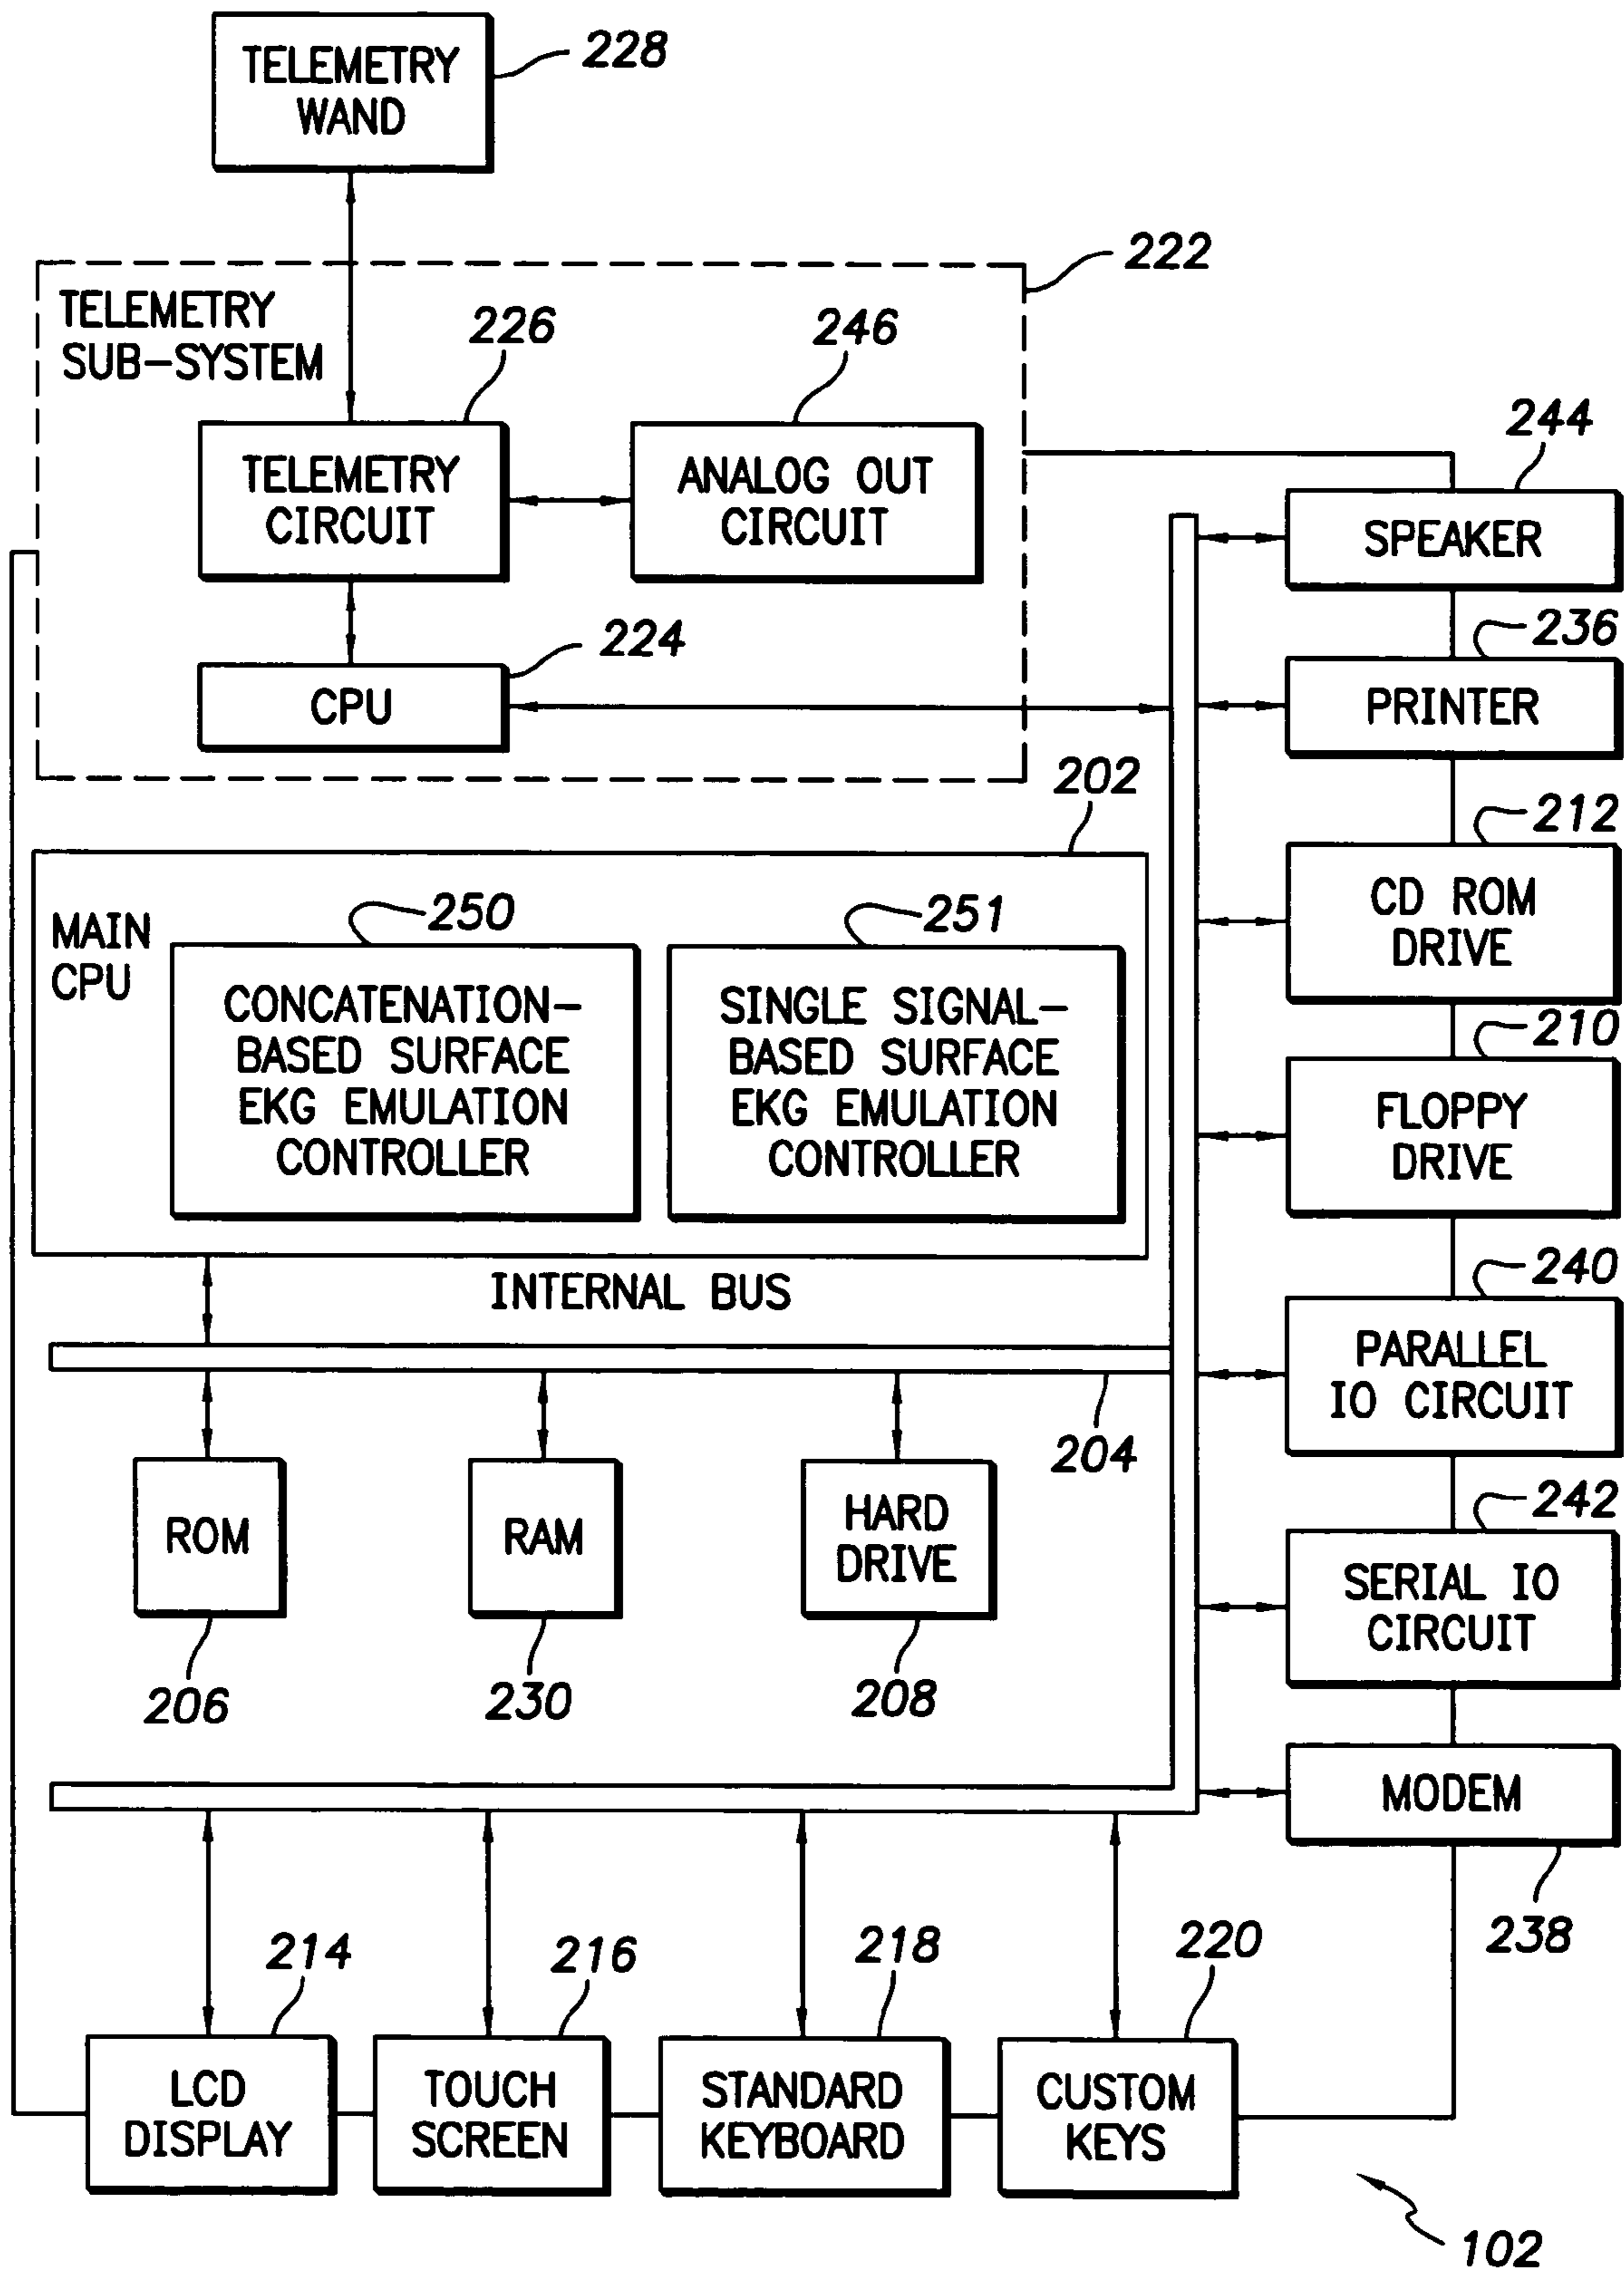 TELEMETRY
WAND
228
222
TELEMETRY
SUB-SYSTEM
226
246
TELEMETRY
CIRCUIT
ANALOG OUT
CIRCUIT
244
SPEAKER
224
CPU
236
PRINTER
202
212
CD ROM
DRIVE
MAIN
CPU
250
251
CONCATENATION-
BASED SURFACE
EKG EMULATION
CONTROLLER
SINGLE SIGNAL-
BASED SURFACE
EKG EMULATION
CONTROLLER
210
FLOPPY
DRIVE
INTERNAL BUS
240
PARALLEL
IO CIRCUIT
204
ROM
RAM
HARD
DRIVE
206
230
208
242
SERIAL IO
CIRCUIT
MODEM
238
214
216
218
220
LCD
DISPLAY
TOUCH
SCREEN
STANDARD
KEYBOARD
CUSTOM
KEYS
102